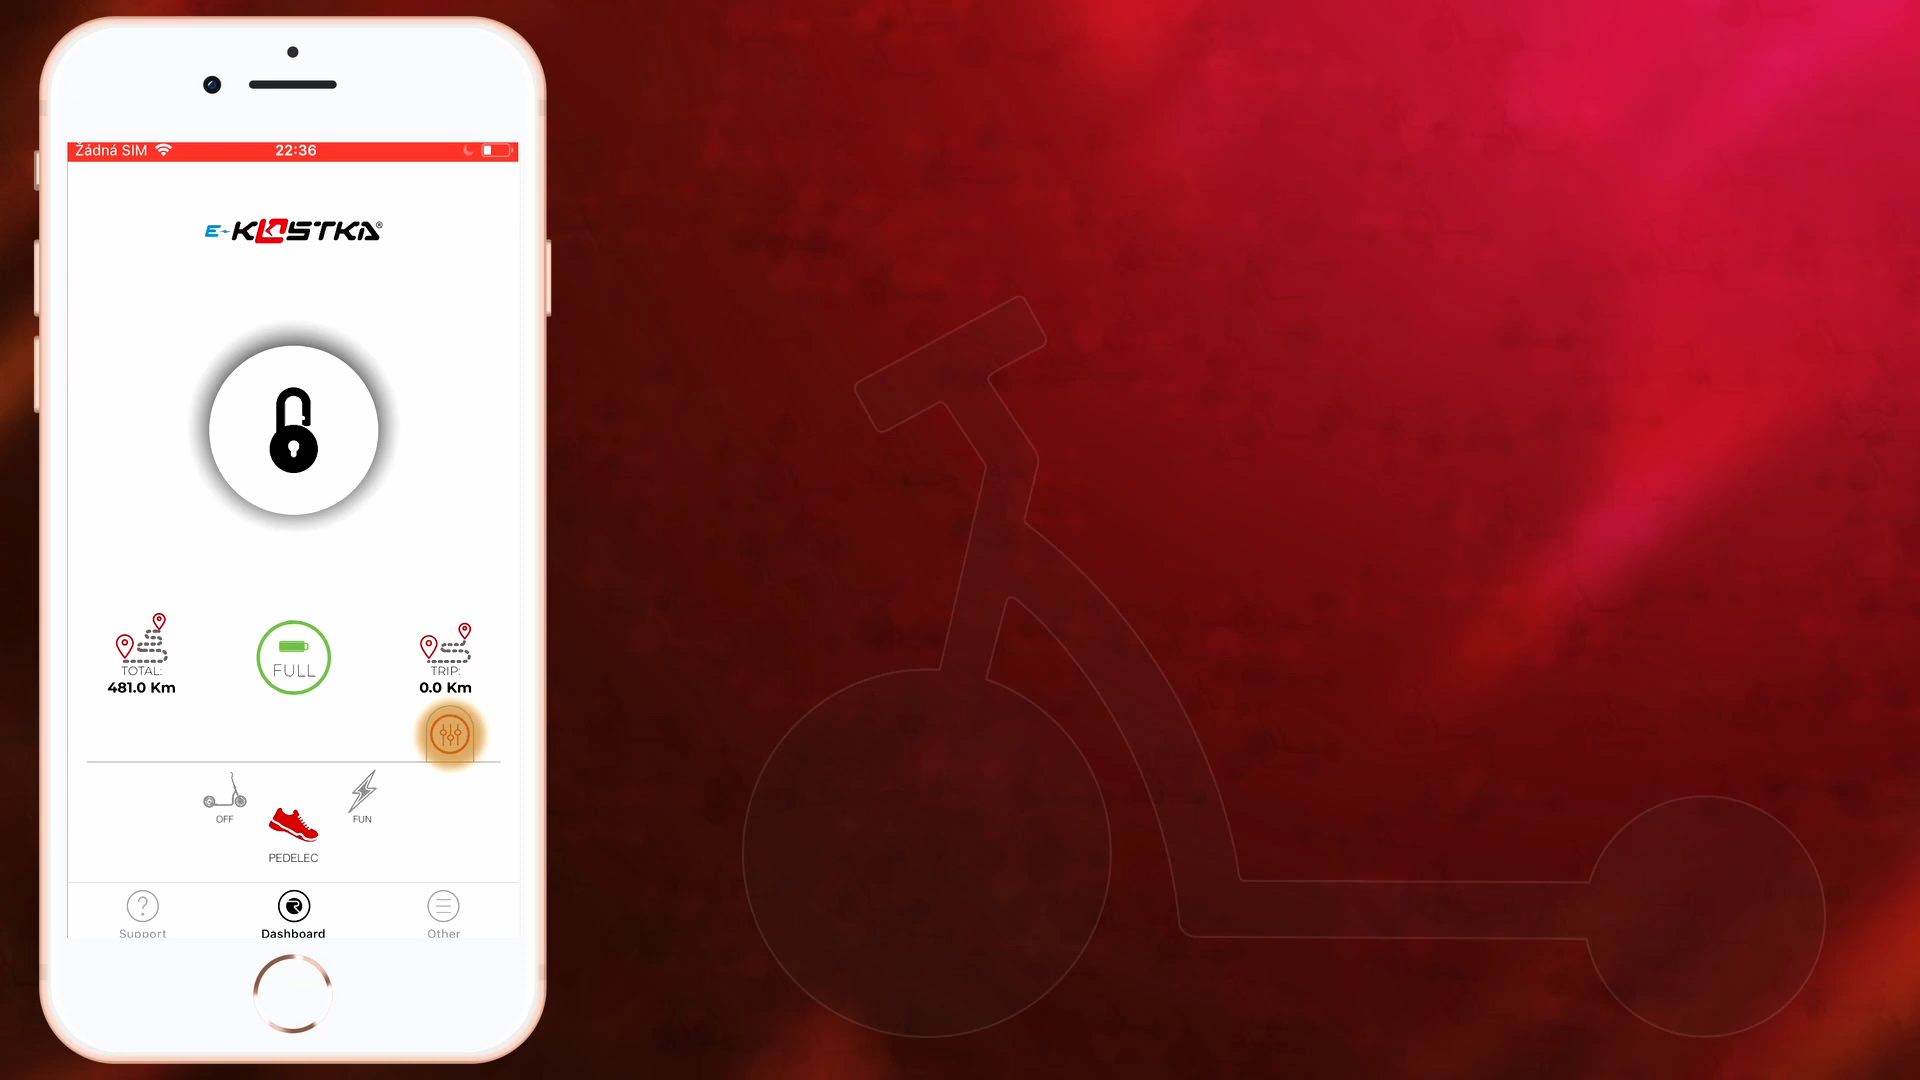 Žádná SIM 22:36
E-KOSTKA®
TOTAL:
481.0 Km
FULL
TRIP:
0.0 Km
OFF
FUN
PEDELEC
Support
Dashboard
Other